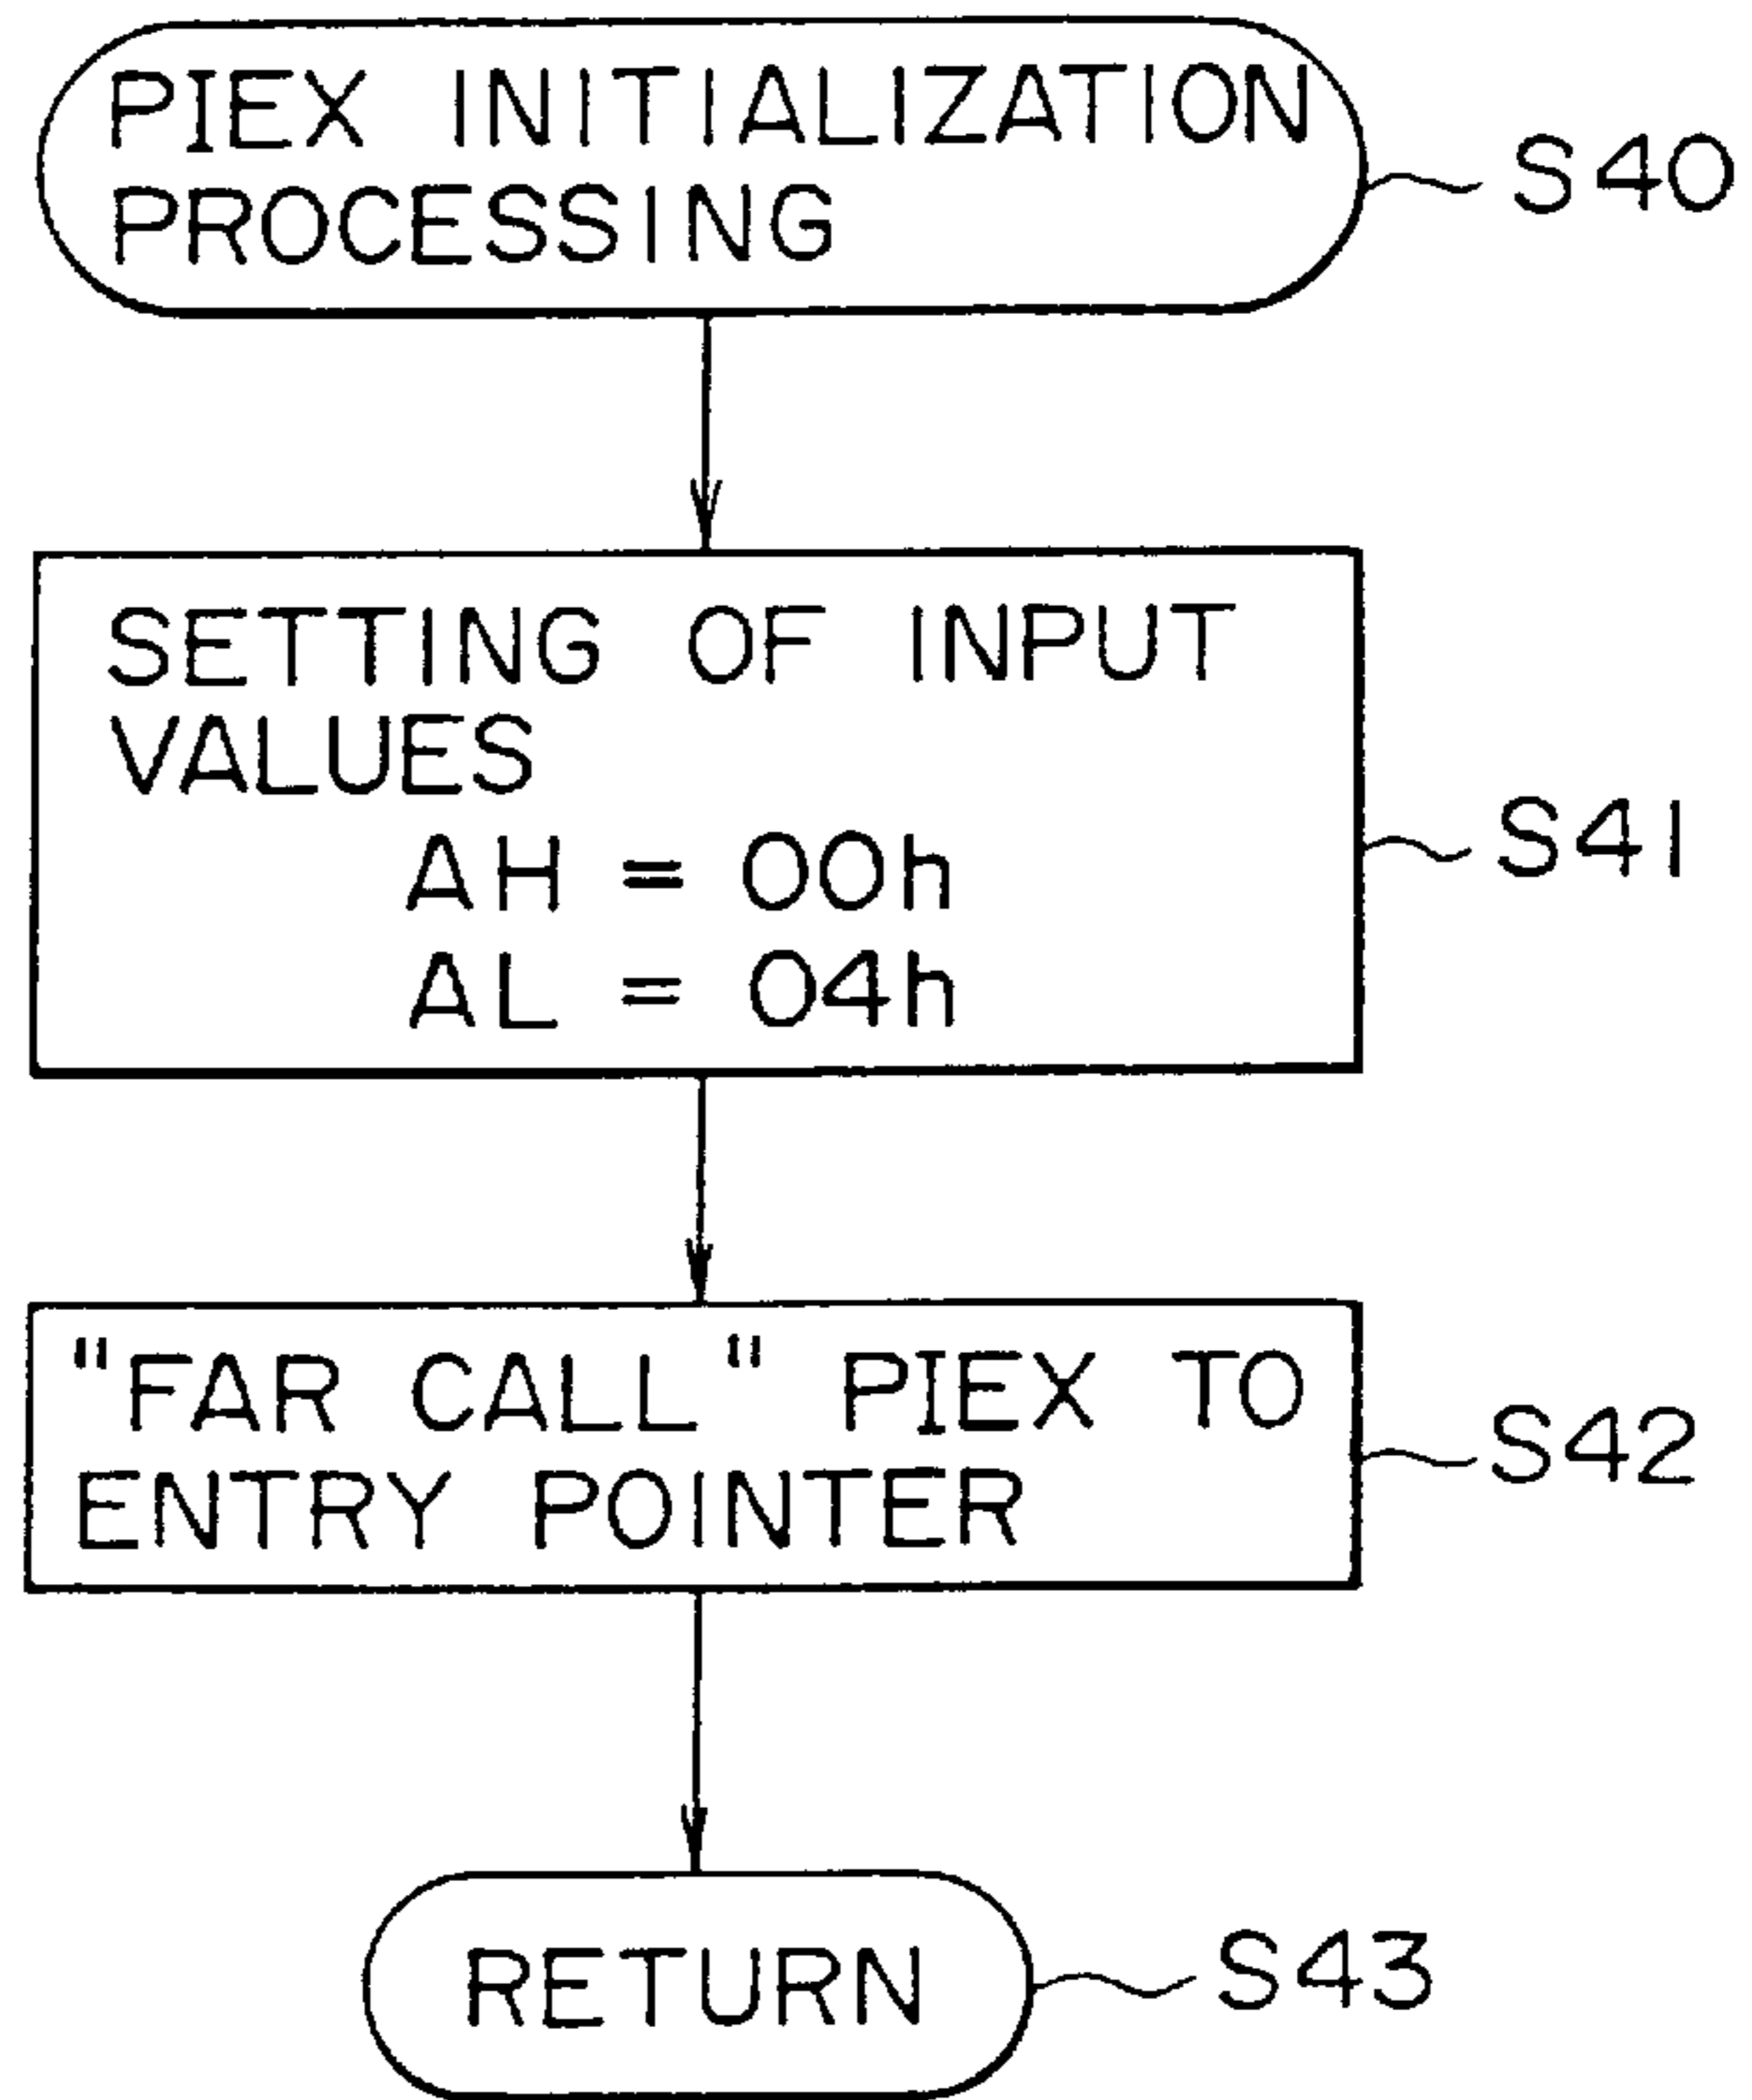 PIEX INITIALIZATION
PROCESSING
S40
SETTING OF INPUT
VALUES
AH = 00h
AL = 04h
S41
"FAR CALL" PIEX TO
ENTRY POINTER
S42
RETURN
S43